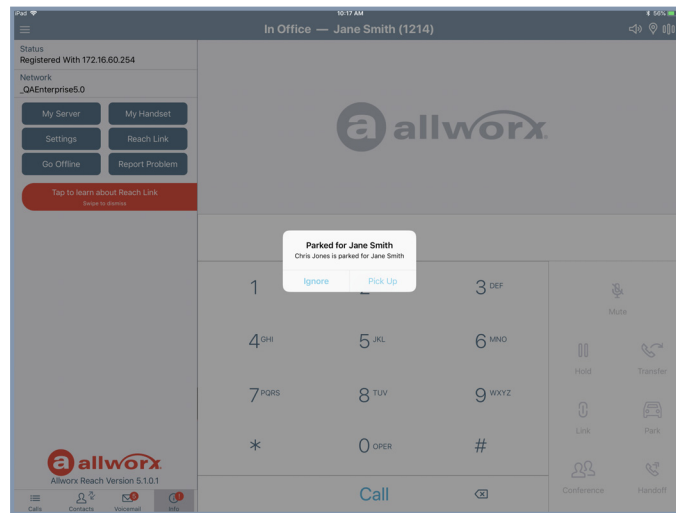 iPad
10:17 AM
56%
In Office — Jane Smith (1214)
Status
Registered With 172.16.60.254
Network
_QAEnterprise5.0
My Server
My Handset
Settings
Reach Link
Go Offline
Report Problem
Tap to learn about Reach Link
Swipe to dismiss
a allworx
Allworx Reach Version 5.1.0.1
Calls
Contacts
Voicemail
Info
a allworx
Parked for Jane Smith
Chris Jones is parked for Jane Smith
Ignore
Pick Up
1
3 DEF
4 GHI
5 JKL
6 MNO
7 PQRS
8 TUV
9 WXYZ
*
0 OPER
#
Call
Mute
Hold
Transfer
Link
Park
Conference
Handoff